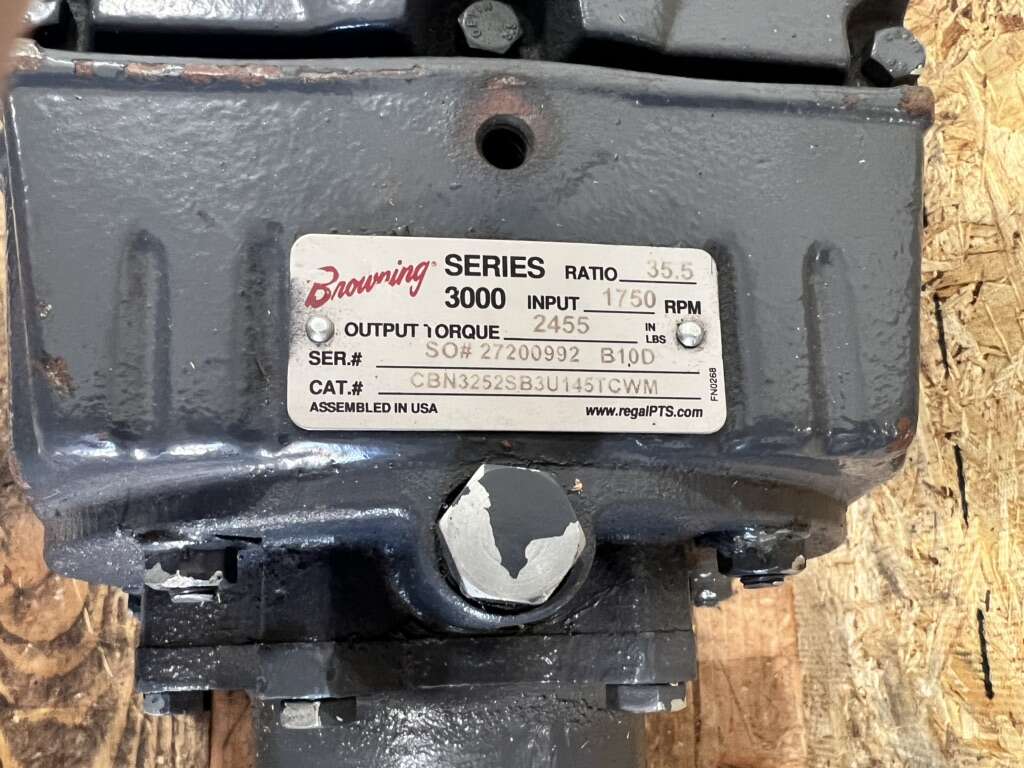 Browning® SERIES 3000
RATIO 35.5
INPUT 1750 RPM
OUTPUT TORQUE 2455 IN LBS
SER.# SO# 27200992 B10D
CAT.# CBN3252SB3U145TCWM
ASSEMBLED IN USA www.regalPTS.com
FN0268